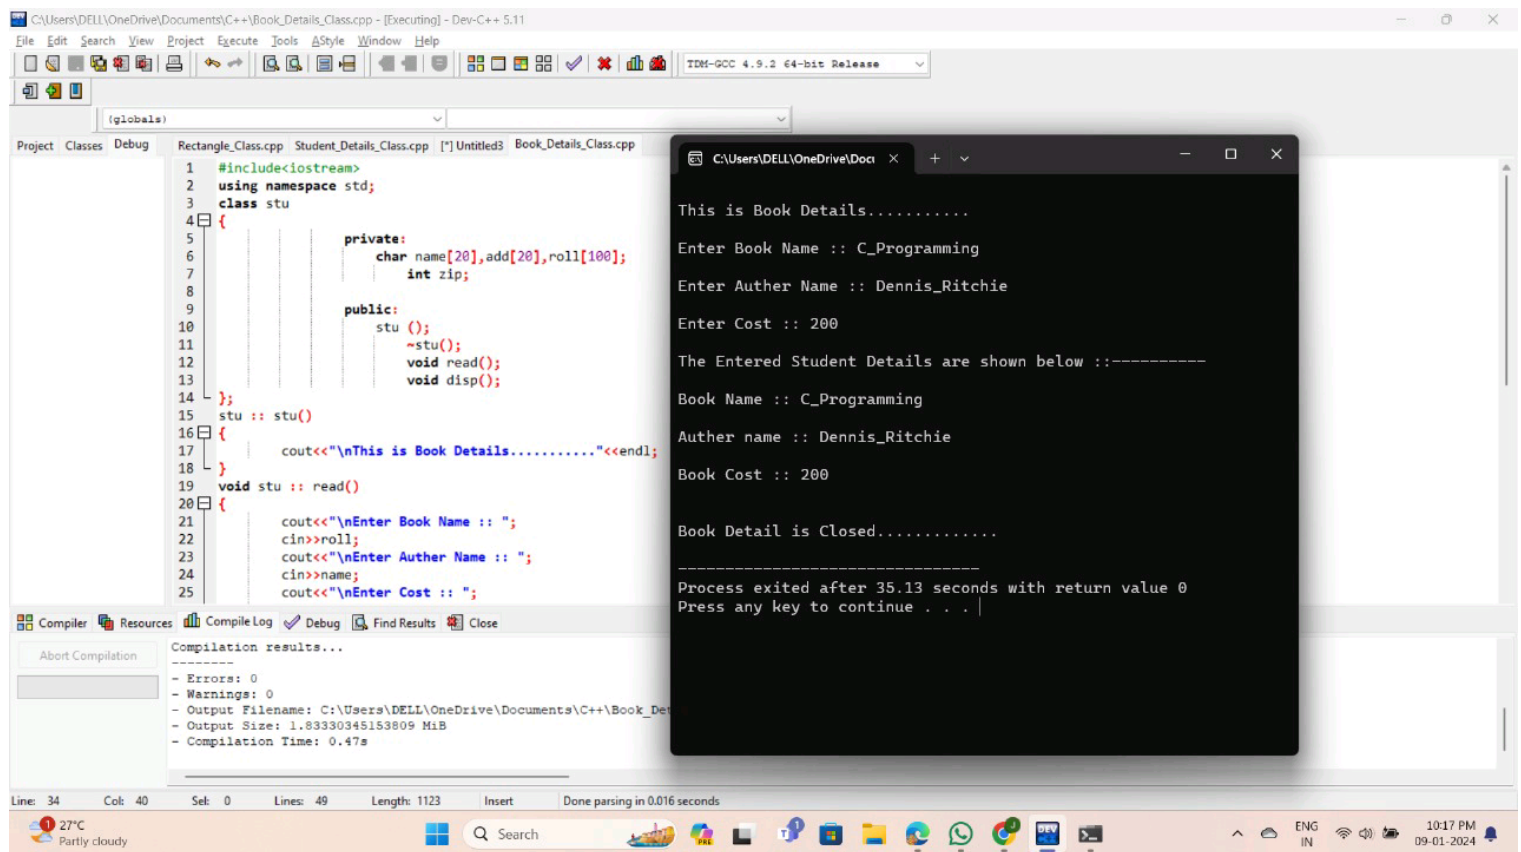 C:\Users\DELL\OneDrive\Documents\C++\Book_Details_Class.cpp - [Executing] - Dev-C++ 5.11
File Edit Search View Project Execute Tools AStyle Window Help
TDM-GCC 4.9.2 64-bit Release
(globals)
Project Classes Debug
Rectangle_Class.cpp Student_Details_Class.cpp [*] Untitled3 Book_Details_Class.cpp
1 #include<iostream>
2 using namespace std;
3 class stu
4 {
5 private:
6 char name[20],add[20],roll[100];
7 int zip;
8
9 public:
10 stu ();
11 ~stu();
12 void read();
13 void disp();
14 };
15 stu :: stu()
16 {
17 cout<<"\nThis is Book Details..........."<<endl;
18 }
19 void stu :: read()
20 {
21 cout<<"\nEnter Book Name :: ";
22 cin>>roll;
23 cout<<"\nEnter Auther Name :: ";
24 cin>>name;
25 cout<<"\nEnter Cost :: ";
C:\Users\DELL\OneDrive\Docu
This is Book Details...........
Enter Book Name :: C_Programming
Enter Auther Name :: Dennis_Ritchie
Enter Cost :: 200
The Entered Student Details are shown below ::----------
Book Name :: C_Programming
Auther name :: Dennis_Ritchie
Book Cost :: 200
Book Detail is Closed.............
--------------------------------
Process exited after 35.13 seconds with return value 0
Press any key to continue . . .
Compiler Resources Compile Log Debug Find Results Close
Abort Compilation
Compilation results...
--------
- Errors: 0
- Warnings: 0
- Output Filename: C:\Users\DELL\OneDrive\Documents\C++\Book_Det
- Output Size: 1.83330345153809 MiB
- Compilation Time: 0.47s
Line: 34 Col: 40 Sel: 0 Lines: 49 Length: 1123 Insert Done parsing in 0.016 seconds
1
27°C
Partly cloudy
Search
PRE
1
J
DEV
ENG
IN
10:17 PM
09-01-2024